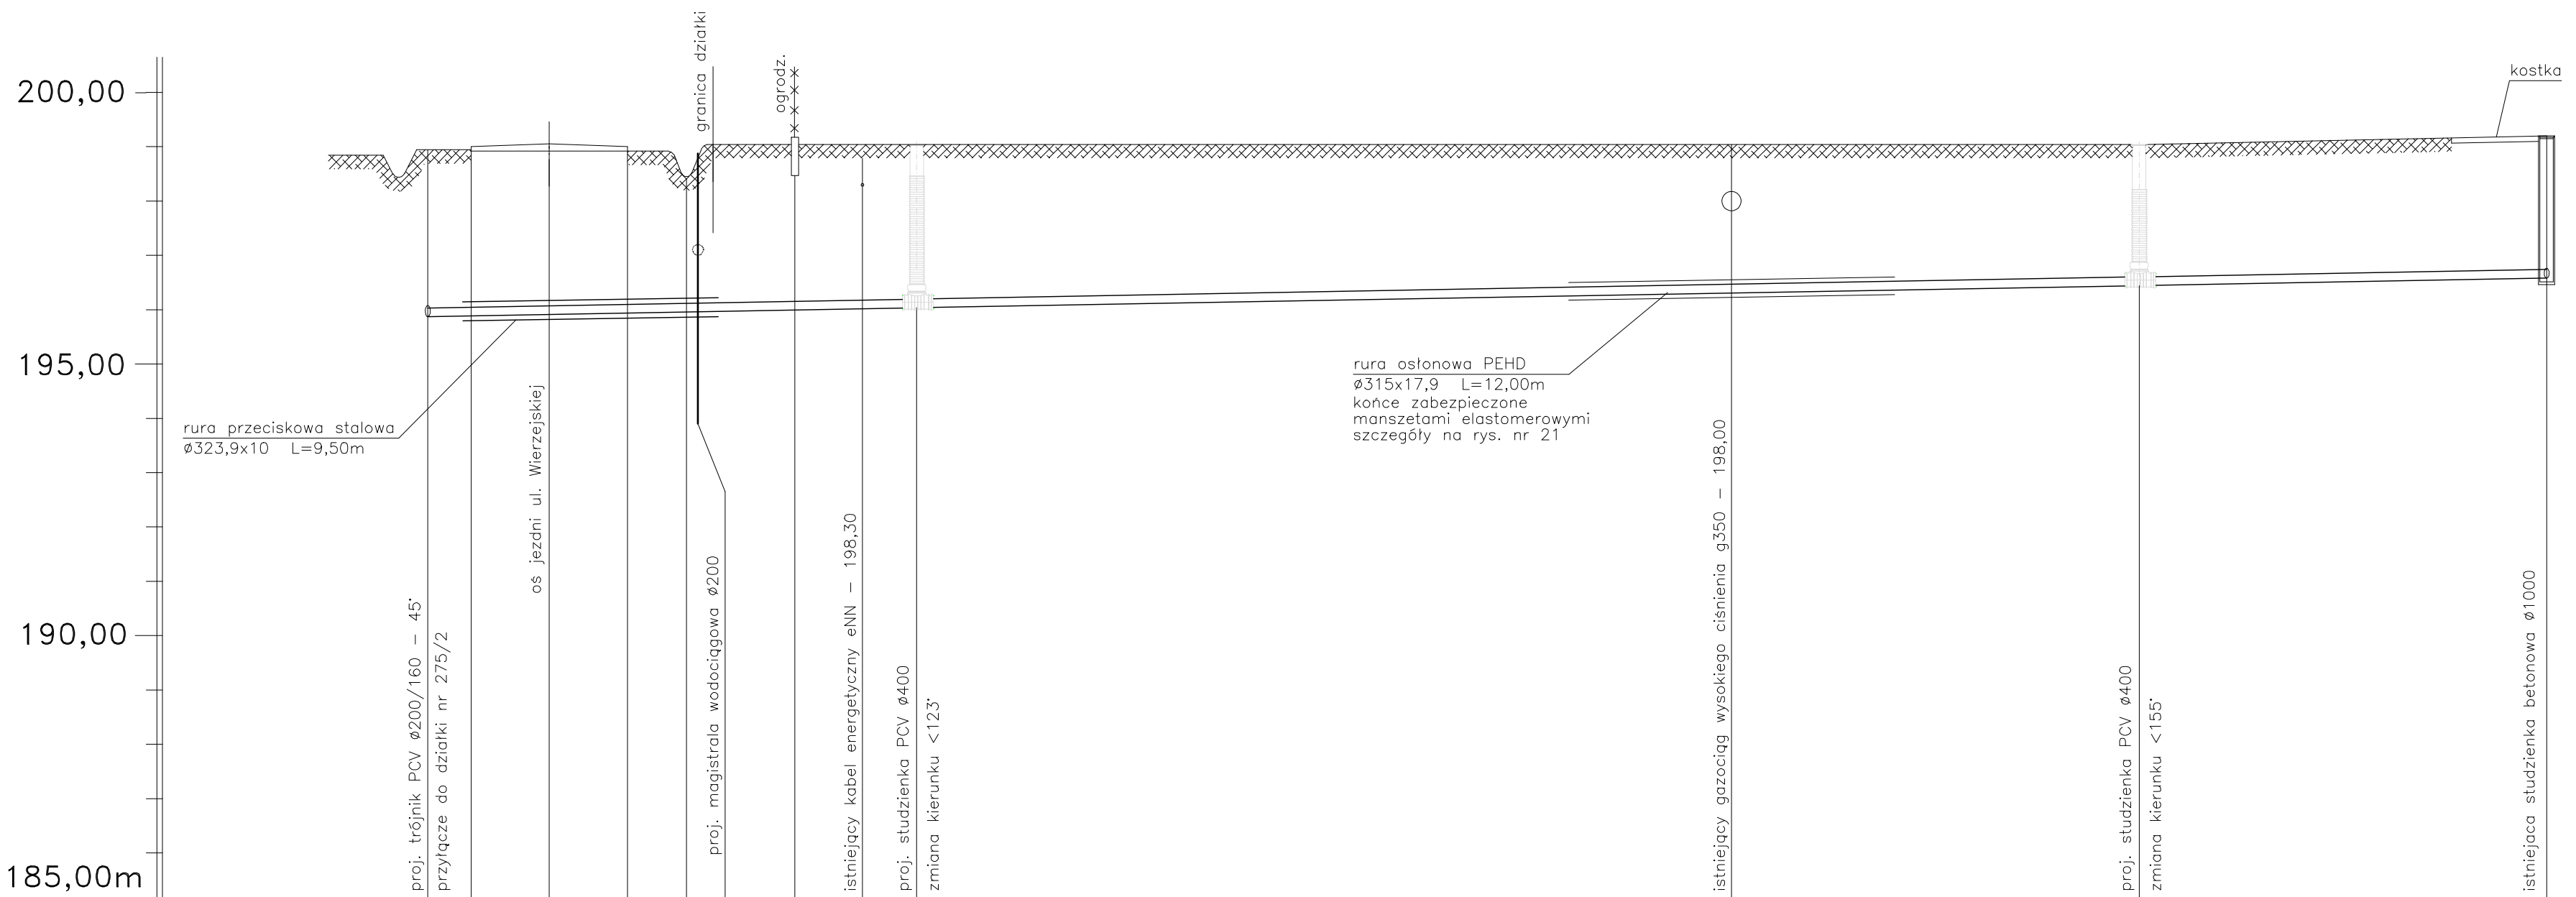 200,00
195,00
190,00
185,00m
granica działki
ogrodz.
kostka
rura przeciskowa stalowa
ø323,9x10 L=9,50m
rura osłonowa PEHD
ø315x17,9 L=12,00m
końce zabezpieczone
manszetami elastomerowymi
szczegóły na rys. nr 21
proj. trójnik PCV ø200/160 - 45°
przyłącze do działki nr 275/2
oś jezdni ul. Wierzejskiej
proj. magistrala wodociągowa ø200
istniejący kabel energetyczny eNN - 198,30
proj. studzienka PCV ø400
zmiana kierunku <123°
istniejący gazociąg wysokiego ciśnienia g350 - 198,00
proj. studzienka PCV ø400
zmiana kierunku <155°
istniejaca studzienka betonowa ø1000